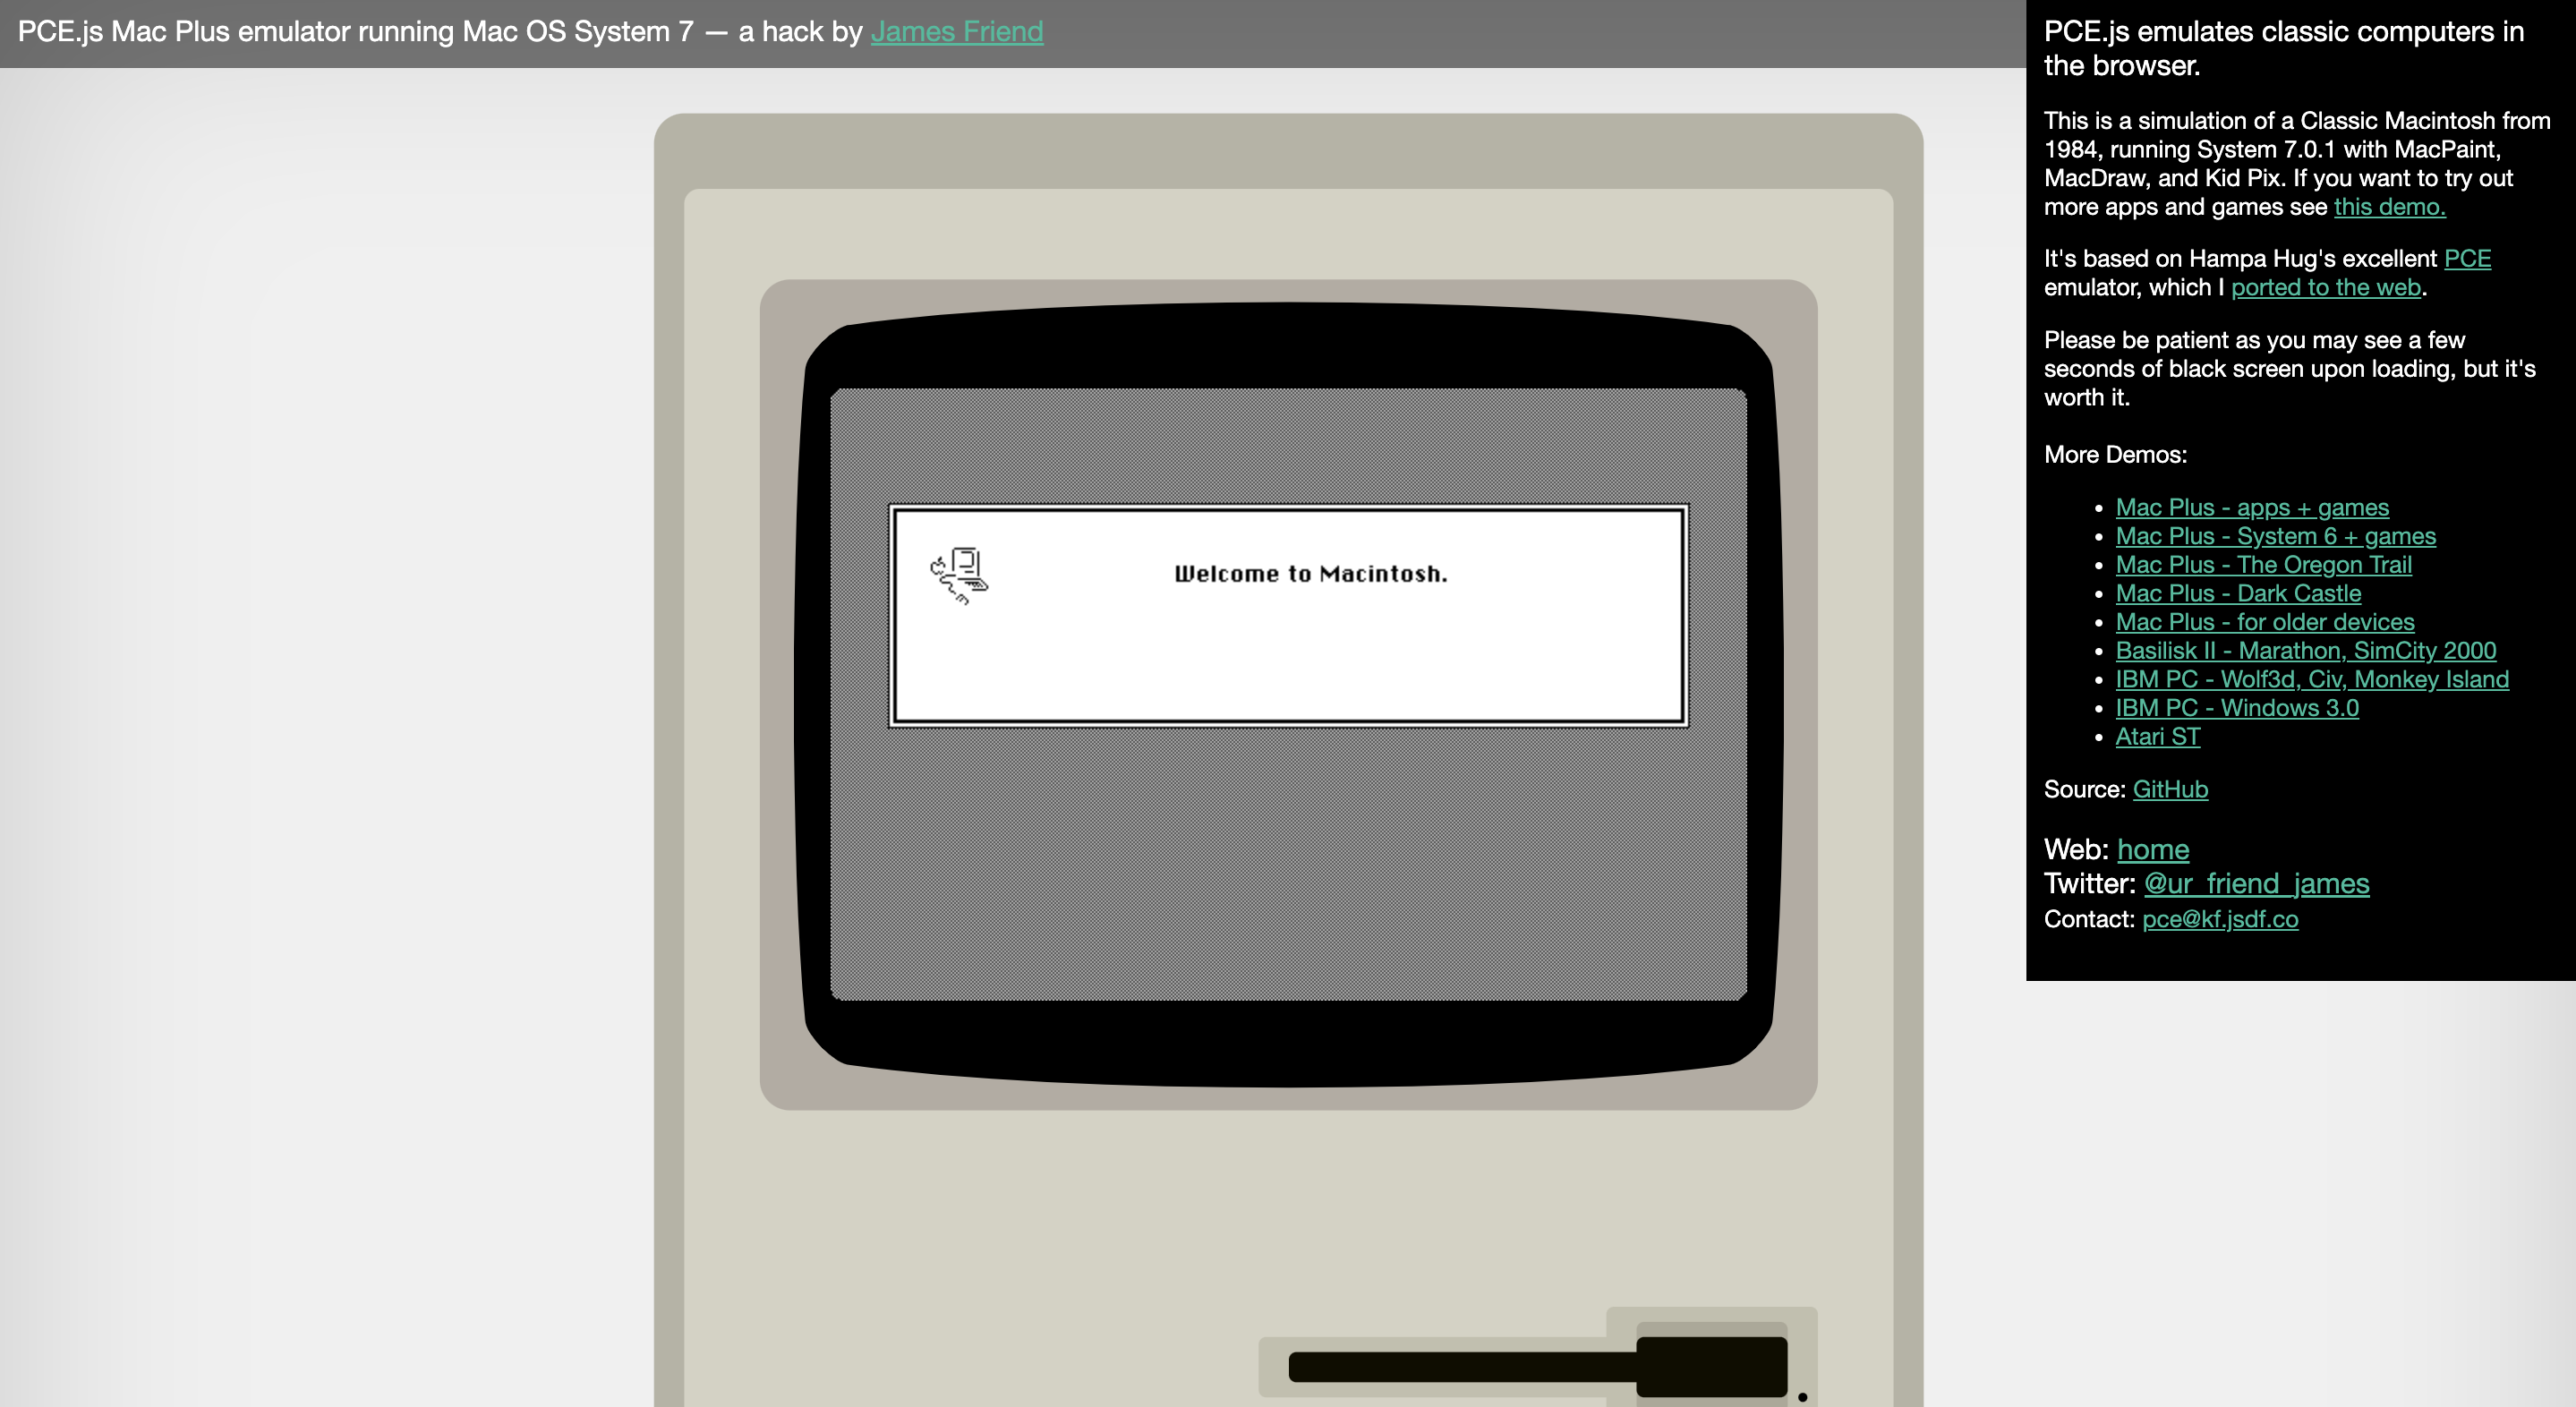 PCE.js Mac Plus emulator running Mac OS System 7 — a hack by James Friend
Welcome to Macintosh.
PCE.js emulates classic computers in
the browser.
This is a simulation of a Classic Macintosh from
1984, running System 7.0.1 with MacPaint,
MacDraw, and Kid Pix. If you want to try out
more apps and games see this demo.
It's based on Hampa Hug's excellent PCE
emulator, which I ported to the web.
Please be patient as you may see a few
seconds of black screen upon loading, but it's
worth it.
More Demos:
• Mac Plus - apps + games
• Mac Plus - System 6 + games
• Mac Plus - The Oregon Trail
• Mac Plus - Dark Castle
• Mac Plus - for older devices
• Basilisk II - Marathon, SimCity 2000
• IBM PC - Wolf3d, Civ, Monkey Island
• IBM PC - Windows 3.0
• Atari ST
Source: GitHub
Web: home
Twitter: @ur_friend_james
Contact: pce@kf.jsdf.co